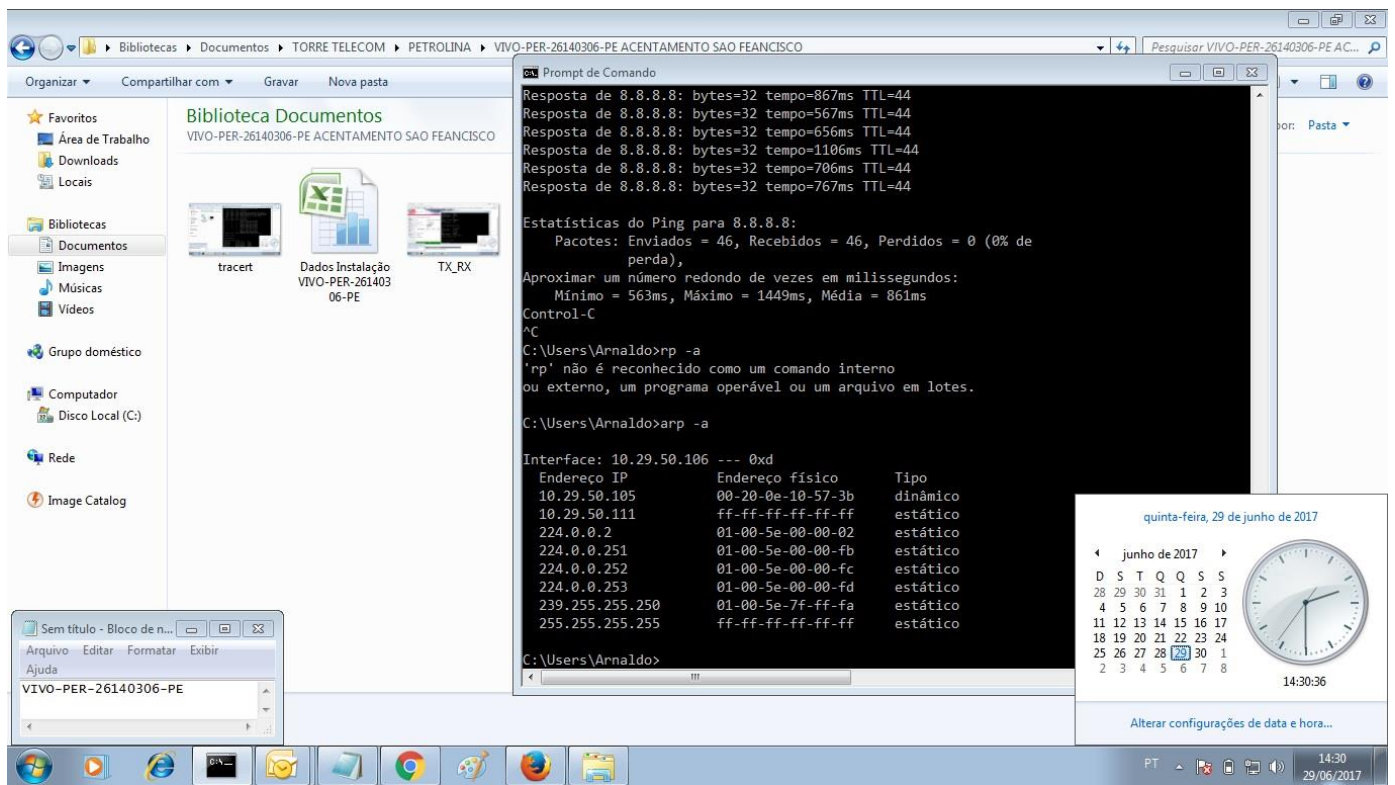 Bibliotecas ▸ Documentos ▸ TORRE TELECOM ▸ PETROLINA ▸ VIVO-PER-26140306-PE ACENTAMENTO SAO FEANCISCO
Pesquisar VIVO-PER-26140306-PE AC...
Organizar
Compartilhar com
Gravar
Nova pasta
Favoritos
Área de Trabalho
Downloads
Locais
Bibliotecas
Documentos
Imagens
Músicas
Vídeos
Grupo doméstico
Computador
Disco Local (C:)
Rede
Image Catalog
Biblioteca Documentos
VIVO-PER-26140306-PE ACENTAMENTO SAO FEANCISCO
por: Pasta
tracert
Dados Instalação
VIVO-PER-261403
06-PE
TX_RX
Prompt de Comando
Resposta de 8.8.8.8: bytes=32 tempo=867ms TTL=44
Resposta de 8.8.8.8: bytes=32 tempo=567ms TTL=44
Resposta de 8.8.8.8: bytes=32 tempo=656ms TTL=44
Resposta de 8.8.8.8: bytes=32 tempo=1106ms TTL=44
Resposta de 8.8.8.8: bytes=32 tempo=706ms TTL=44
Resposta de 8.8.8.8: bytes=32 tempo=767ms TTL=44
Estatísticas do Ping para 8.8.8.8:
Pacotes: Enviados = 46, Recebidos = 46, Perdidos = 0 (0% de
perda),
Aproximar um número redondo de vezes em milissegundos:
Mínimo = 563ms, Máximo = 1449ms, Média = 861ms
Control-C
^C
C:\Users\Arnaldo>rp -a
'rp' não é reconhecido como um comando interno
ou externo, um programa operável ou um arquivo em lotes.
C:\Users\Arnaldo>arp -a
Interface: 10.29.50.106 --- 0xd
Endereço IP Endereço físico Tipo
10.29.50.105 00-20-0e-10-57-3b dinâmico
10.29.50.111 ff-ff-ff-ff-ff-ff estático
224.0.0.2 01-00-5e-00-00-02 estático
224.0.0.251 01-00-5e-00-00-fb estático
224.0.0.252 01-00-5e-00-00-fc estático
224.0.0.253 01-00-5e-00-00-fd estático
239.255.255.250 01-00-5e-7f-ff-fa estático
255.255.255.255 ff-ff-ff-ff-ff-ff estático
C:\Users\Arnaldo>
Sem título - Bloco de n...
Arquivo Editar Formatar Exibir
Ajuda
VIVO-PER-26140306-PE
quinta-feira, 29 de junho de 2017
junho de 2017
D S T Q Q S S
28 29 30 31 1 2 3
4 5 6 7 8 9 10
11 12 13 14 15 16 17
18 19 20 21 22 23 24
25 26 27 28 29 30 1
2 3 4 5 6 7 8
14:30:36
Alterar configurações de data e hora...
PT
14:30
29/06/2017